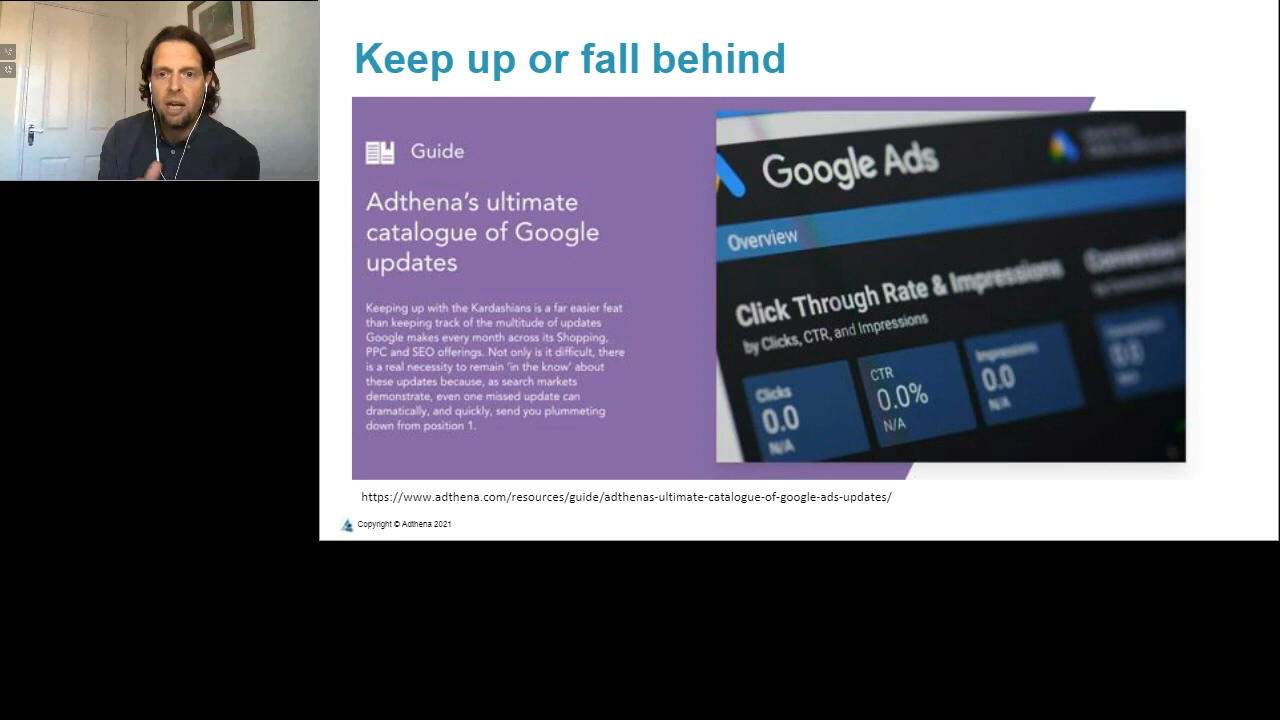 Keep up or fall behind
Guide
Adthena's ultimate
catalogue of Google
updates
Keeping up with the Kardashians is a far easier feat
than keeping track of the multitude of updates
Google makes every month across its Shopping,
PPC and SEO offerings. Not only is it difficult, there
is a real necessity to remain 'in the know' about
these updates because, as search markets
demonstrate, even one missed update can
dramatically, and quickly, send you plummeting
down from position 1.
Google Ads
Overview
Click Through Rate & Impressions
by Clicks, CTR, and Impressions
Clicks
0.0
N/A
CTR
0.0%
N/A
Impressions
0.0
N/A
https://www.adthena.com/resources/guide/adthenas-ultimate-catalogue-of-google-ads-updates/
Copyright © Adthena 2021